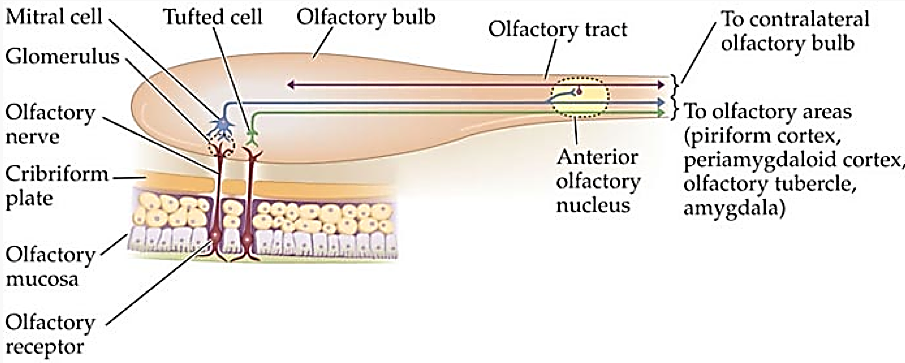 Mitral cell
Tufted cell
Olfactory bulb
Olfactory tract
To contralateral
olfactory bulb
Glomerulus
Olfactory
nerve
Cribriform
plate
Olfactory
mucosa
Olfactory
receptor
Anterior
olfactory
nucleus
To olfactory areas
(piriform cortex,
periamygdaloid cortex,
olfactory tubercle,
amygdala)